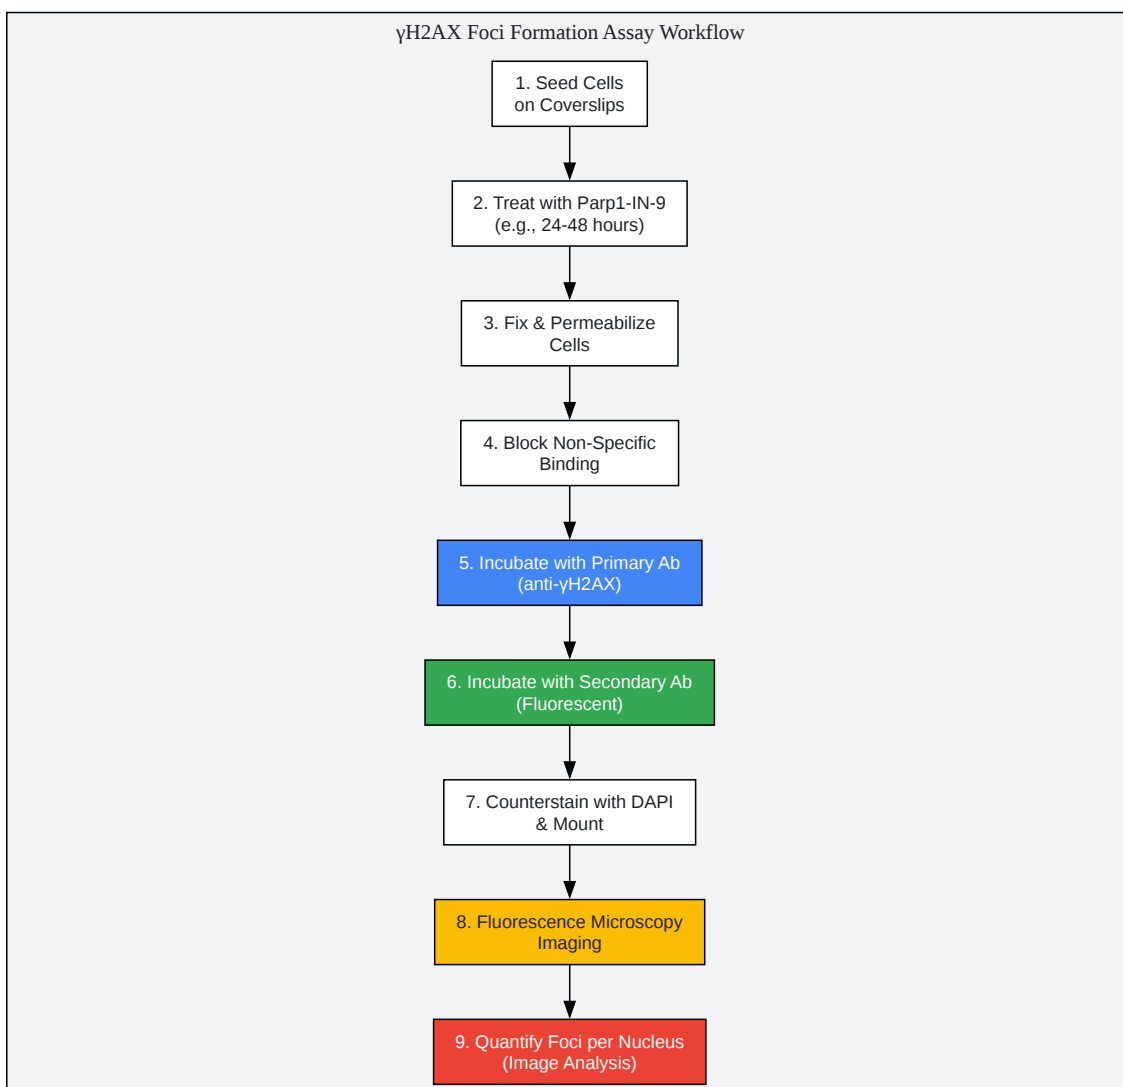 γH2AX Foci Formation Assay Workflow
1. Seed Cells
on Coverslips
2. Treat with Parp1-IN-9
(e.g., 24-48 hours)
3. Fix & Permeabilize
Cells
4. Block Non-Specific
Binding
5. Incubate with Primary Ab
(anti-γH2AX)
6. Incubate with Secondary Ab
(Fluorescent)
7. Counterstain with DAPI
& Mount
8. Fluorescence Microscopy
Imaging
9. Quantify Foci per Nucleus
(Image Analysis)